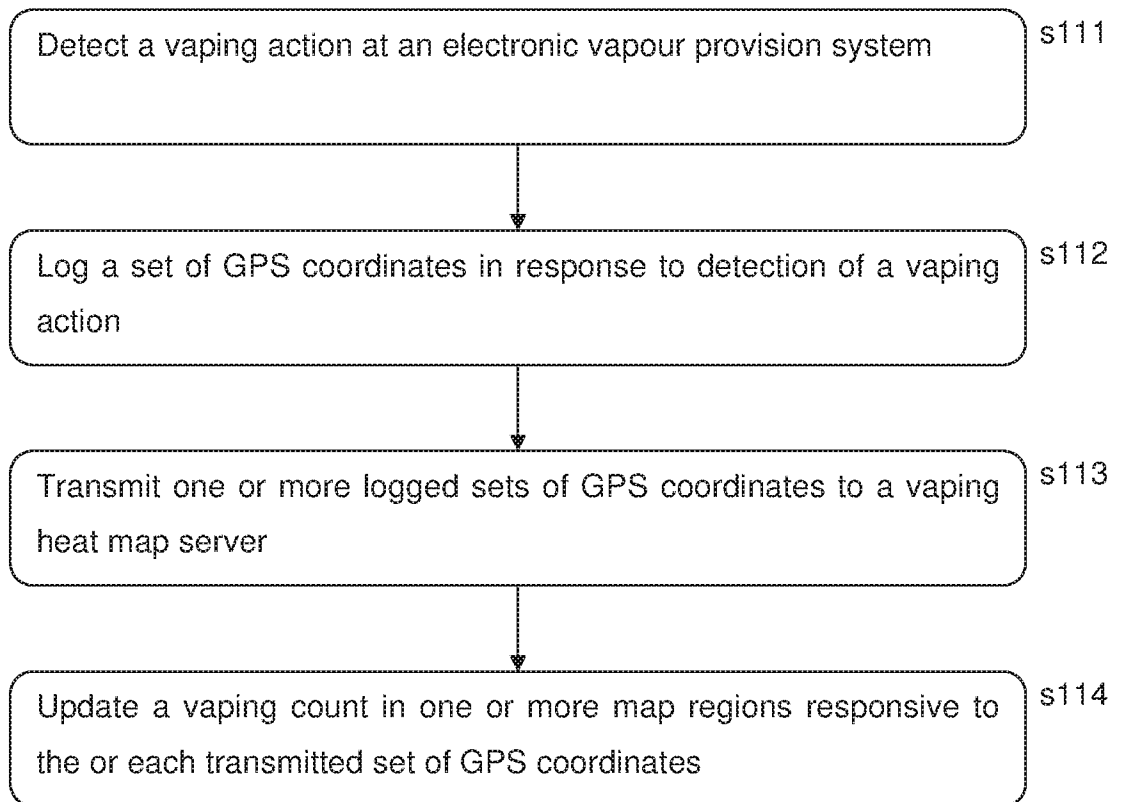 Detect a vaping action at an electronic vapour provision system
s111
Log a set of GPS coordinates in response to detection of a vaping
action
s112
Transmit one or more logged sets of GPS coordinates to a vaping
heat map server
s113
Update a vaping count in one or more map regions responsive to
the or each transmitted set of GPS coordinates
s114